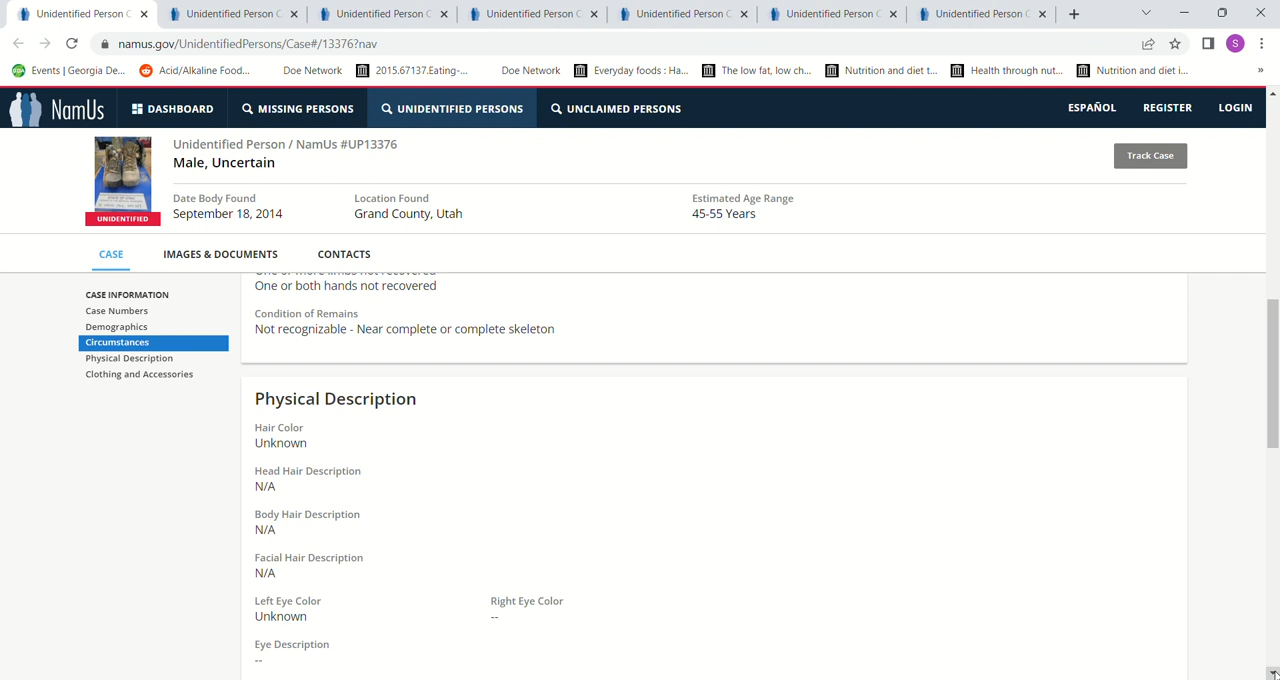 Unidentified Person C Unidentified Person C Unidentified Person C Unidentified Person C Unidentified Person C Unidentified Person C Unidentified Person C
namus.gov/UnidentifiedPersons/Case#/13376?nav S
Events | Georgia De... Acid/Alkaline Food... Doe Network 2015.67137.Eating-... Doe Network Everyday foods : Ha... The low fat, low ch... Nutrition and diet t... Health through nut... Nutrition and diet i... »
NamUs DASHBOARD MISSING PERSONS UNIDENTIFIED PERSONS UNCLAIMED PERSONS ESPAÑOL REGISTER LOGIN
Unidentified Person / NamUs #UP13376
Male, Uncertain
Track Case
Date Body Found Location Found Estimated Age Range
September 18, 2014 Grand County, Utah 45-55 Years
UNIDENTIFIED
CASE IMAGES & DOCUMENTS CONTACTS
CASE INFORMATION
Case Numbers
Demographics
Circumstances
Physical Description
Clothing and Accessories
One or more limbs not recovered
One or both hands not recovered
Condition of Remains
Not recognizable - Near complete or complete skeleton
Physical Description
Hair Color
Unknown
Head Hair Description
N/A
Body Hair Description
N/A
Facial Hair Description
N/A
Left Eye Color Right Eye Color
Unknown --
Eye Description
--